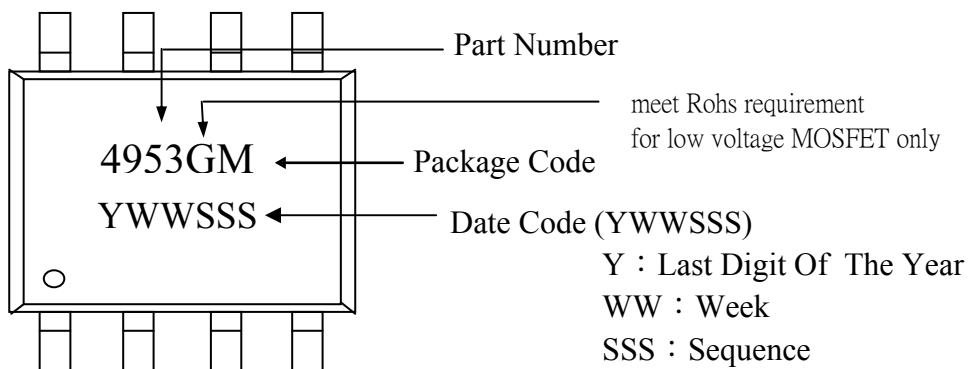 Part Number
meet Rohs requirement
for low voltage MOSFET only
4953GM
Package Code
YWWSSS
Date Code (YWWSSS)
Y：Last Digit Of The Year
WW：Week
SSS：Sequence